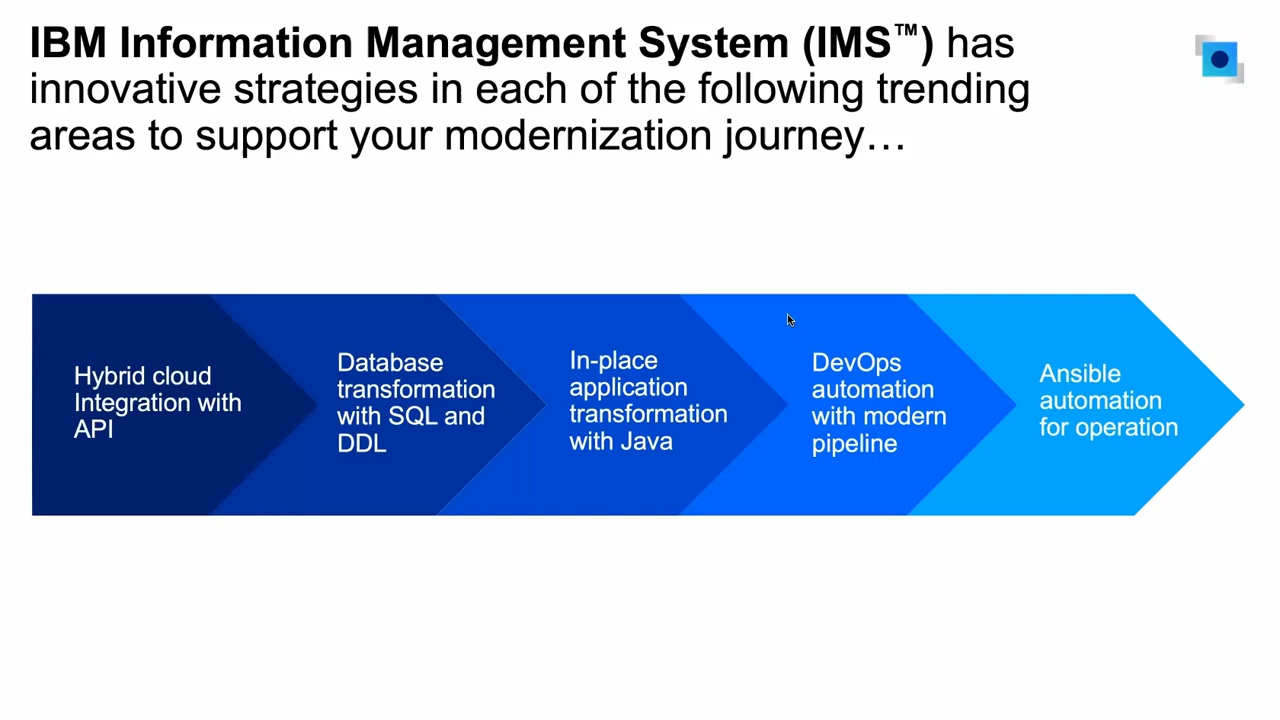 IBM Information Management System (IMS™) has
innovative strategies in each of the following trending
areas to support your modernization journey…
Hybrid cloud
Integration with
API
Database
transformation
with SQL and
DDL
In-place
application
transformation
with Java
DevOps
automation
with modern
pipeline
Ansible
automation
for operation